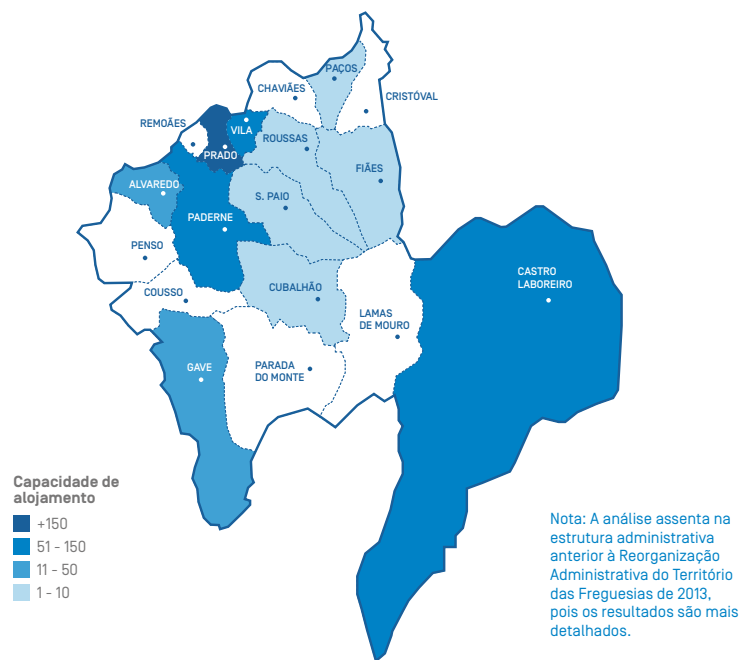 PAÇOS
CHAVIÃES
CRISTÓVAL
REMOÃES
VILA
ROUSSAS
PRADO
FIÃES
ALVAREDO
S. PAIO
PADERNE
PENSO
CASTRO
LABOREIRO
COUSSO
CUBALHÃO
LAMAS
DE MOURO
GAVE
PARADA
DO MONTE
Capacidade de
alojamento
+150
51 - 150
11 - 50
1 - 10
Nota: A análise assenta na
estrutura administrativa
anterior à Reorganização
Administrativa do Território
das Freguesias de 2013,
pois os resultados são mais
detalhados.